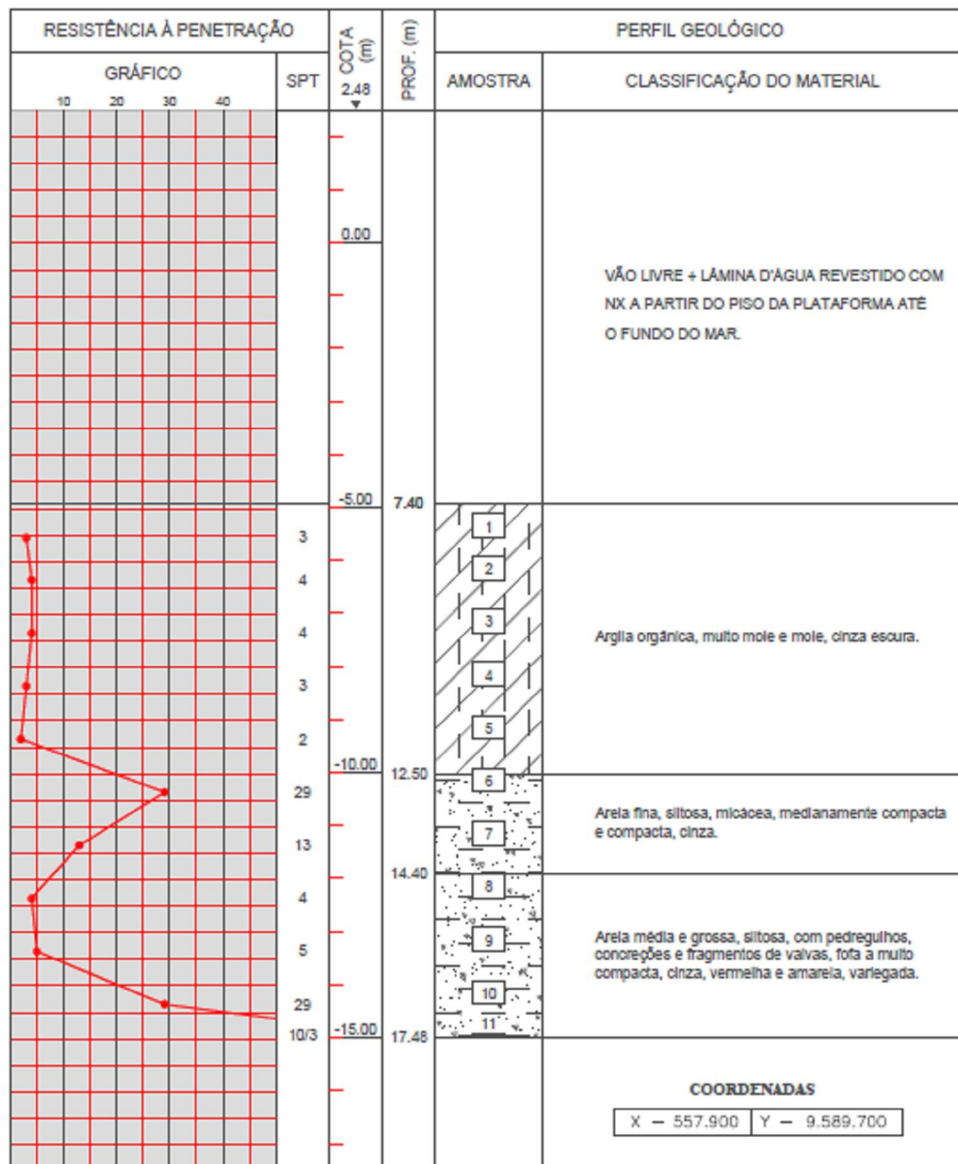 RESISTÊNCIA À PENETRAÇÃO
GRÁFICO
10 20 30 40
SPT
COTA (m)
2.48
PROF. (m)
PERFIL GEOLÓGICO
AMOSTRA
CLASSIFICAÇÃO DO MATERIAL
0.00
VÃO LIVRE + LÂMINA D'ÁGUA REVESTIDO COM
NX A PARTIR DO PISO DA PLATAFORMA ATÉ
O FUNDO DO MAR.
-5.00 7.40
3 1
4 2
4 3
Argila orgânica, muito mole e mole, cinza escura.
3 4
2 5
-10.00 12.50
29 6
Areia fina, siltosa, micácea, medianamente compacta
e compacta, cinza.
13 7
14.40
4 8
5 9
Areia média e grossa, siltosa, com pedregulhos,
concreções e fragmentos de valvas, fofa a muito
compacta, cinza, vermelha e amarela, variegada.
29 10
10/3 11
-15.00 17.48
COORDENADAS
X – 557.900 Y – 9.589.700